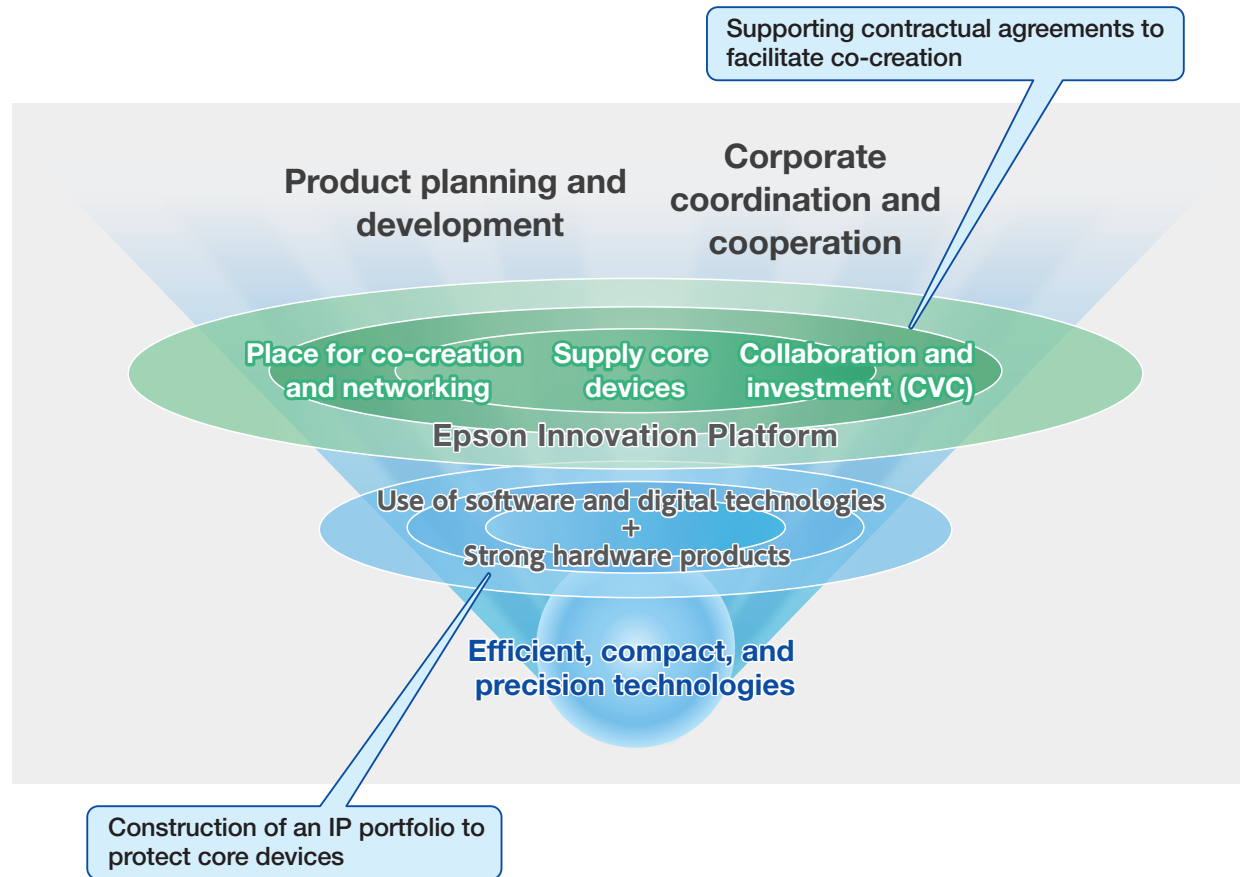 Supporting contractual agreements to
facilitate co-creation
Product planning and
development
Corporate
coordination and
cooperation
Place for co-creation
and networking
Supply core
devices
Collaboration and
investment (CVC)
Epson Innovation Platform
Use of software and digital technologies
+
Strong hardware products
Efficient, compact, and
precision technologies
Construction of an IP portfolio to
protect core devices